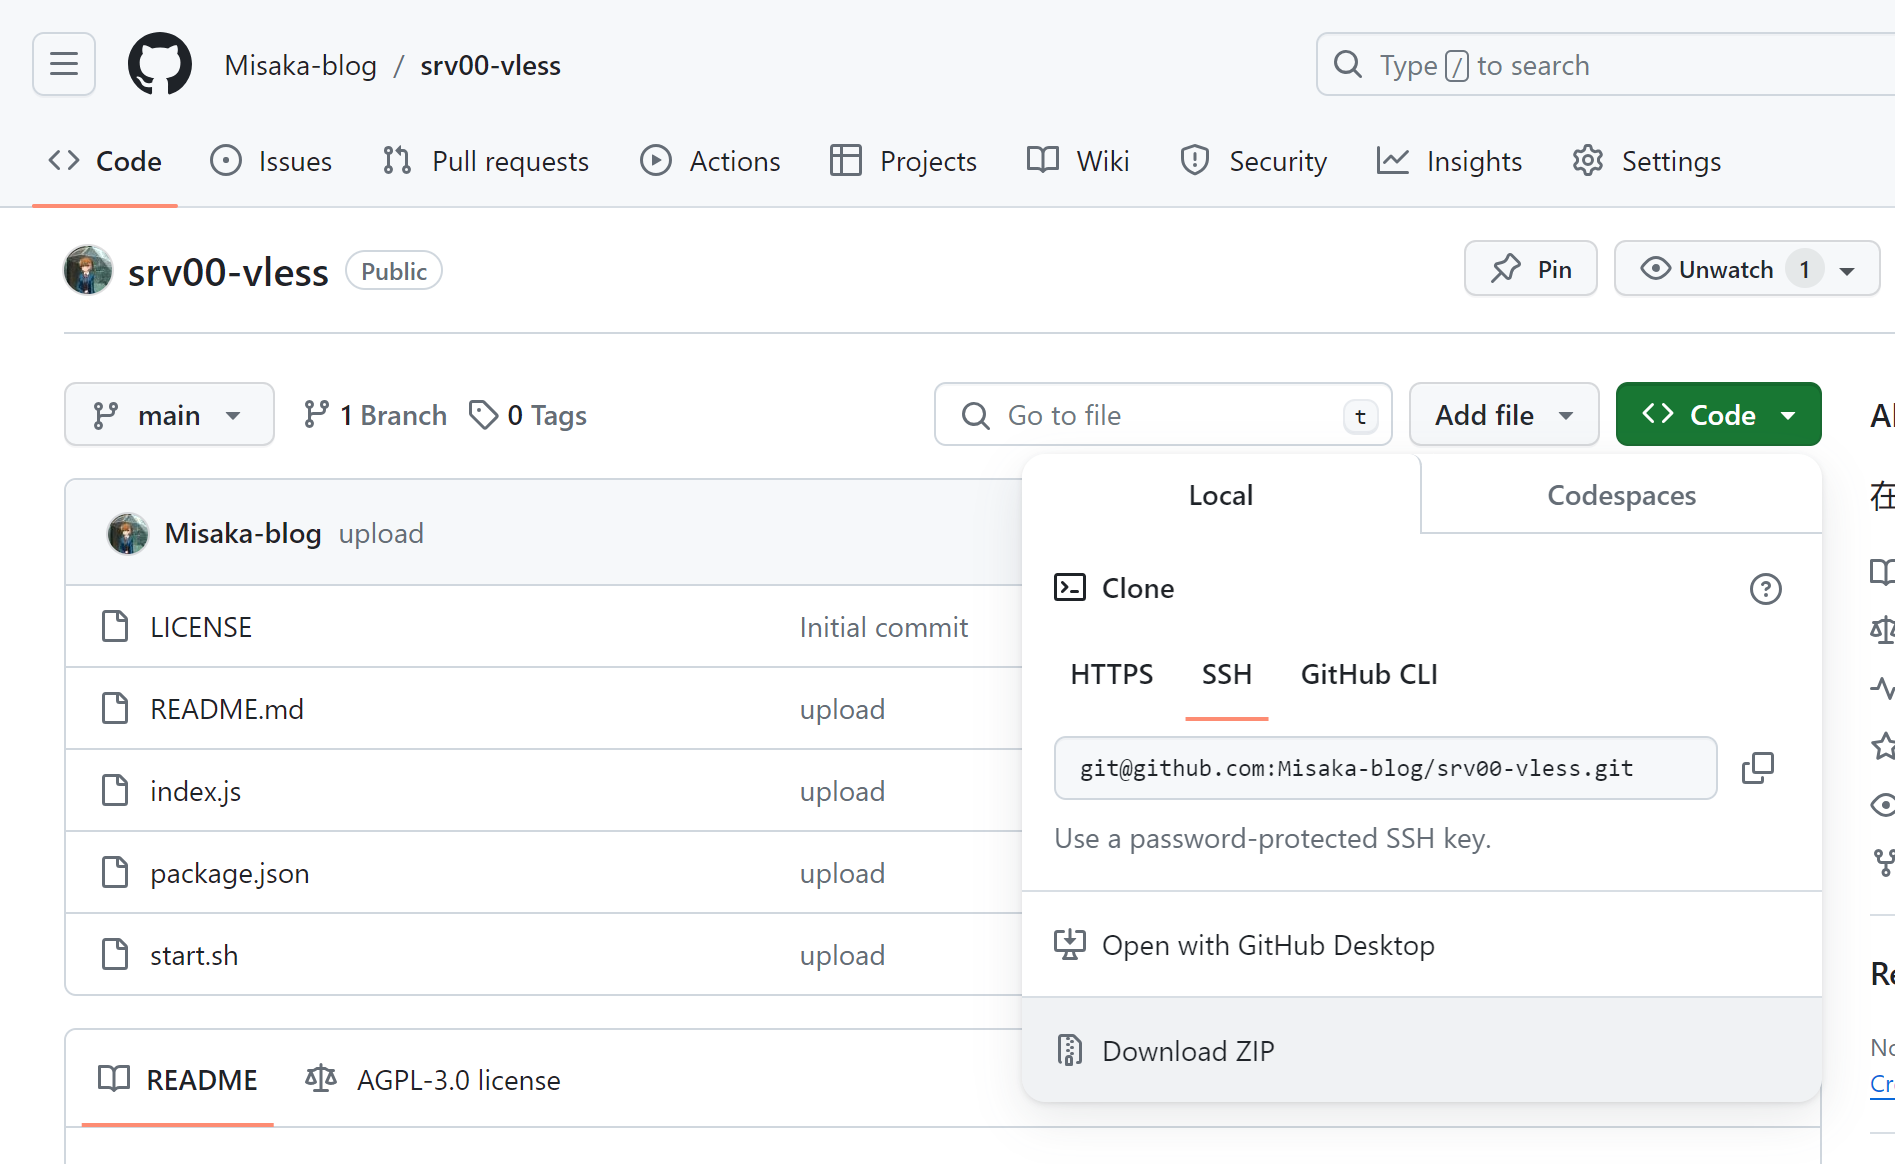 Misaka-blog / srv00-vless
Type / to search
Code Issues Pull requests Actions Projects Wiki Security Insights Settings
srv00-vless Public
Pin Unwatch 1
main 1 Branch 0 Tags
Go to file t
Add file Code
Misaka-blog upload
LICENSE Initial commit
README.md upload
index.js upload
package.json upload
start.sh upload
README AGPL-3.0 license
Local Codespaces
Clone
HTTPS SSH GitHub CLI
git@github.com:Misaka-blog/srv00-vless.git
Use a password-protected SSH key.
Open with GitHub Desktop
Download ZIP
在